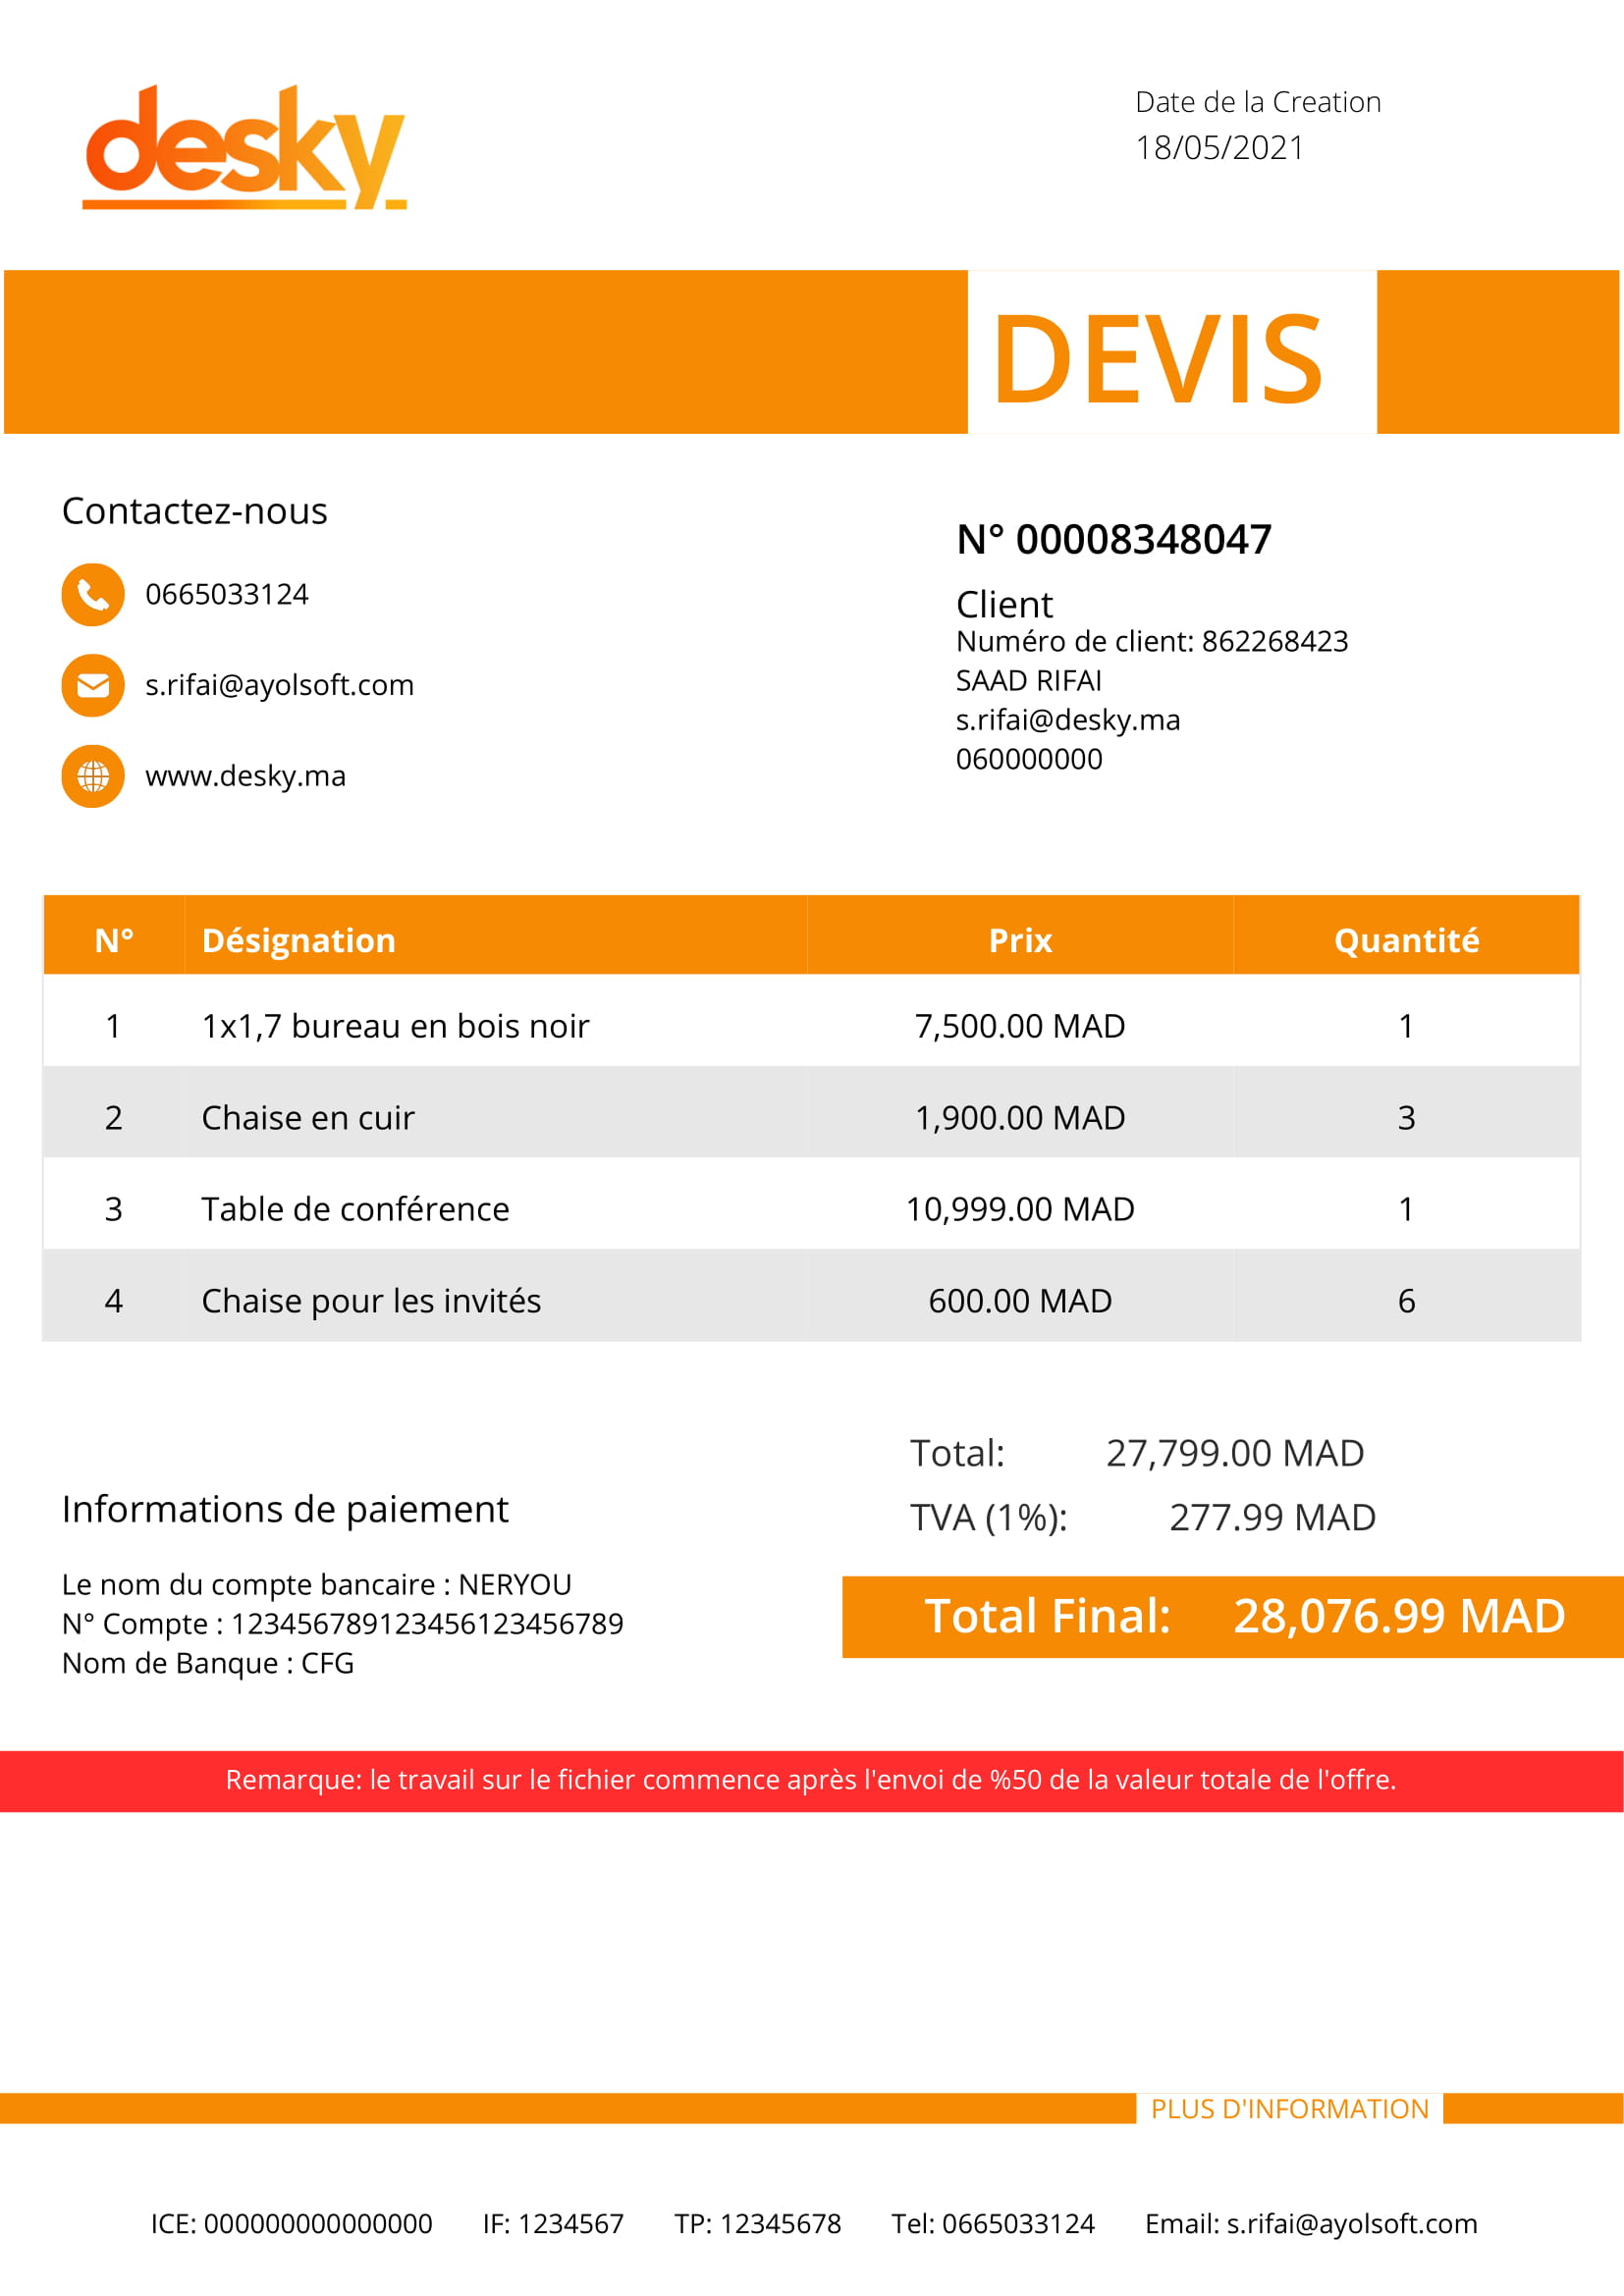 desky
Date de la Creation
18/05/2021
DEVIS
Contactez-nous
0665033124
s.rifai@ayolsoft.com
www.desky.ma
N° 00008348047
Client
Numéro de client: 862268423
SAAD RIFAI
s.rifai@desky.ma
060000000
N° Désignation Prix Quantité
1 1x1,7 bureau en bois noir 7,500.00 MAD 1
2 Chaise en cuir 1,900.00 MAD 3
3 Table de conférence 10,999.00 MAD 1
4 Chaise pour les invités 600.00 MAD 6
Total: 27,799.00 MAD
TVA (1%): 277.99 MAD
Total Final: 28,076.99 MAD
Informations de paiement
Le nom du compte bancaire : NERYOU
N° Compte : 123456789123456123456789
Nom de Banque : CFG
Remarque: le travail sur le fichier commence après l'envoi de %50 de la valeur totale de l'offre.
PLUS D'INFORMATION
ICE: 000000000000000 IF: 1234567 TP: 12345678 Tel: 0665033124 Email: s.rifai@ayolsoft.com